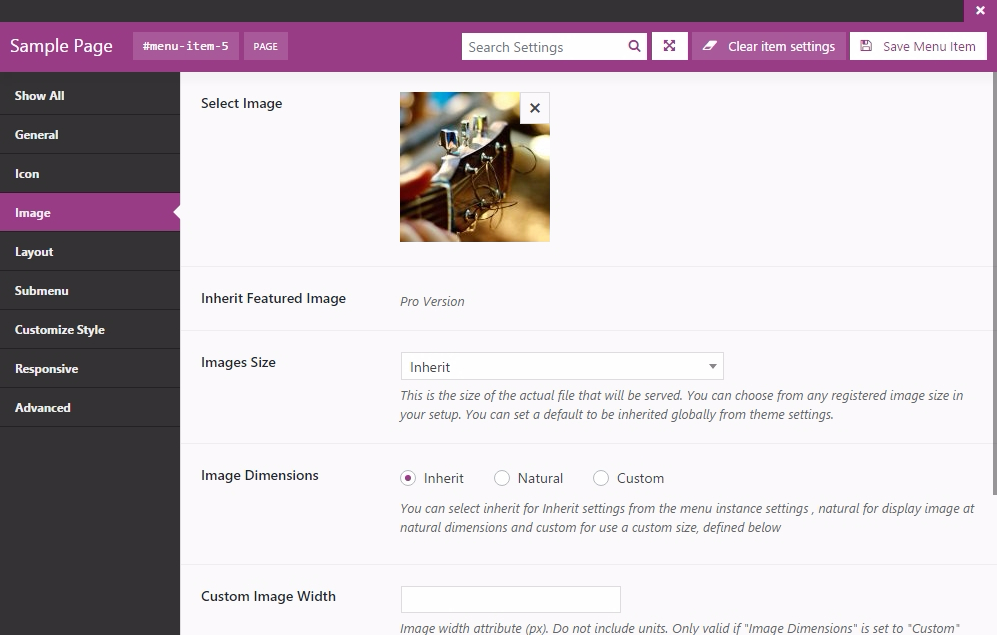 Sample Page
#menu-item-5
PAGE
Search Settings
Clear item settings
Save Menu Item
Show All
General
Icon
Image
Layout
Submenu
Customize Style
Responsive
Advanced
Select Image
Inherit Featured Image
Pro Version
Images Size
Inherit
This is the size of the actual file that will be served. You can choose from any registered image size in
your setup. You can set a default to be inherited globally from theme settings.
Image Dimensions
Inherit
Natural
Custom
You can select inherit for Inherit settings from the menu instance settings , natural for display image at
natural dimensions and custom for use a custom size, defined below
Custom Image Width
Image width attribute (px). Do not include units. Only valid if "Image Dimensions" is set to "Custom"